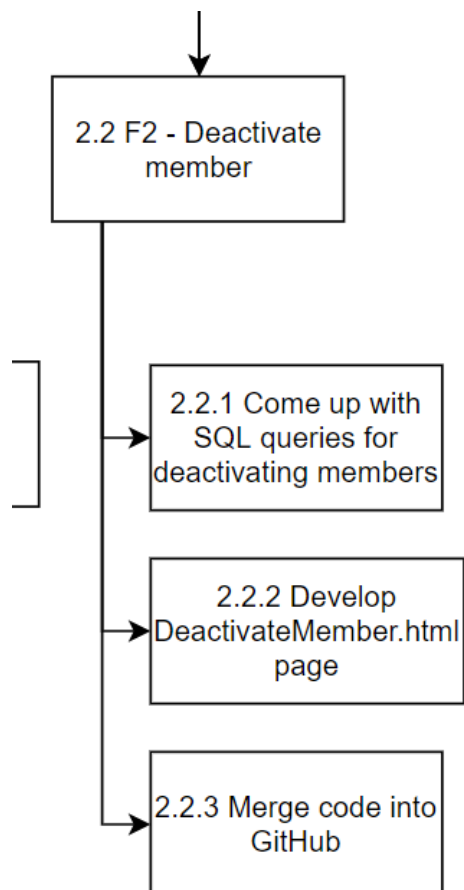 2.2 F2 - Deactivate
member
2.2.1 Come up with
SQL queries for
deactivating members
2.2.2 Develop
DeactivateMember.html
page
2.2.3 Merge code into
GitHub